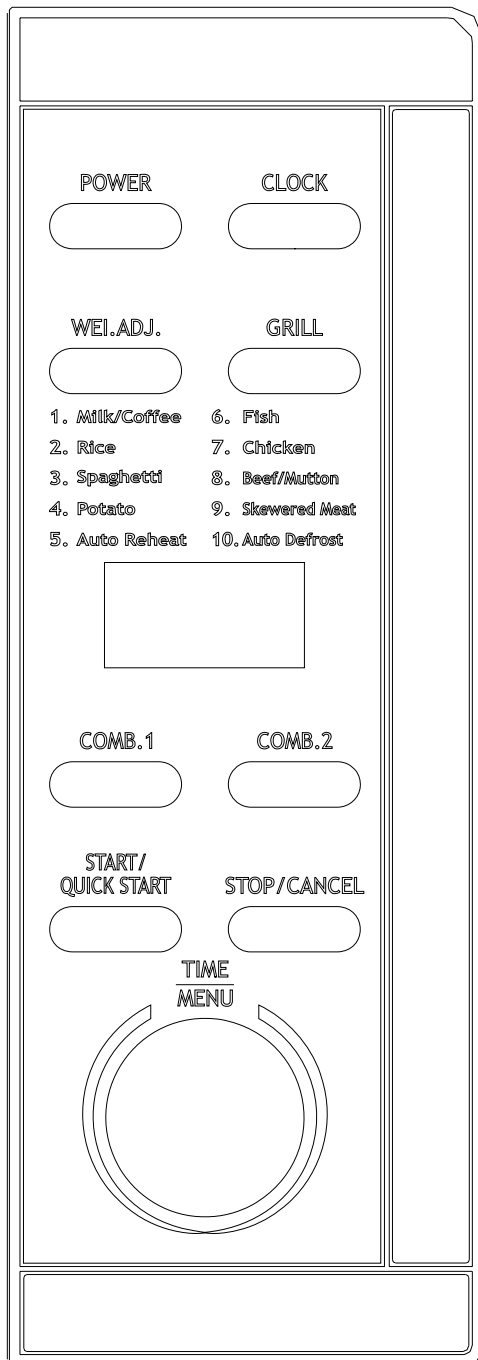 POWER CLOCK
WEI.ADJ. GRILL
1. Milk/Coffee 6. Fish
2. Rice 7. Chicken
3. Spaghetti 8. Beef/Mutton
4. Potato 9. Skewered Meat
5. Auto Reheat 10. Auto Defrost
COMB.1 COMB.2
START/
QUICK START STOP/CANCEL
TIME
MENU